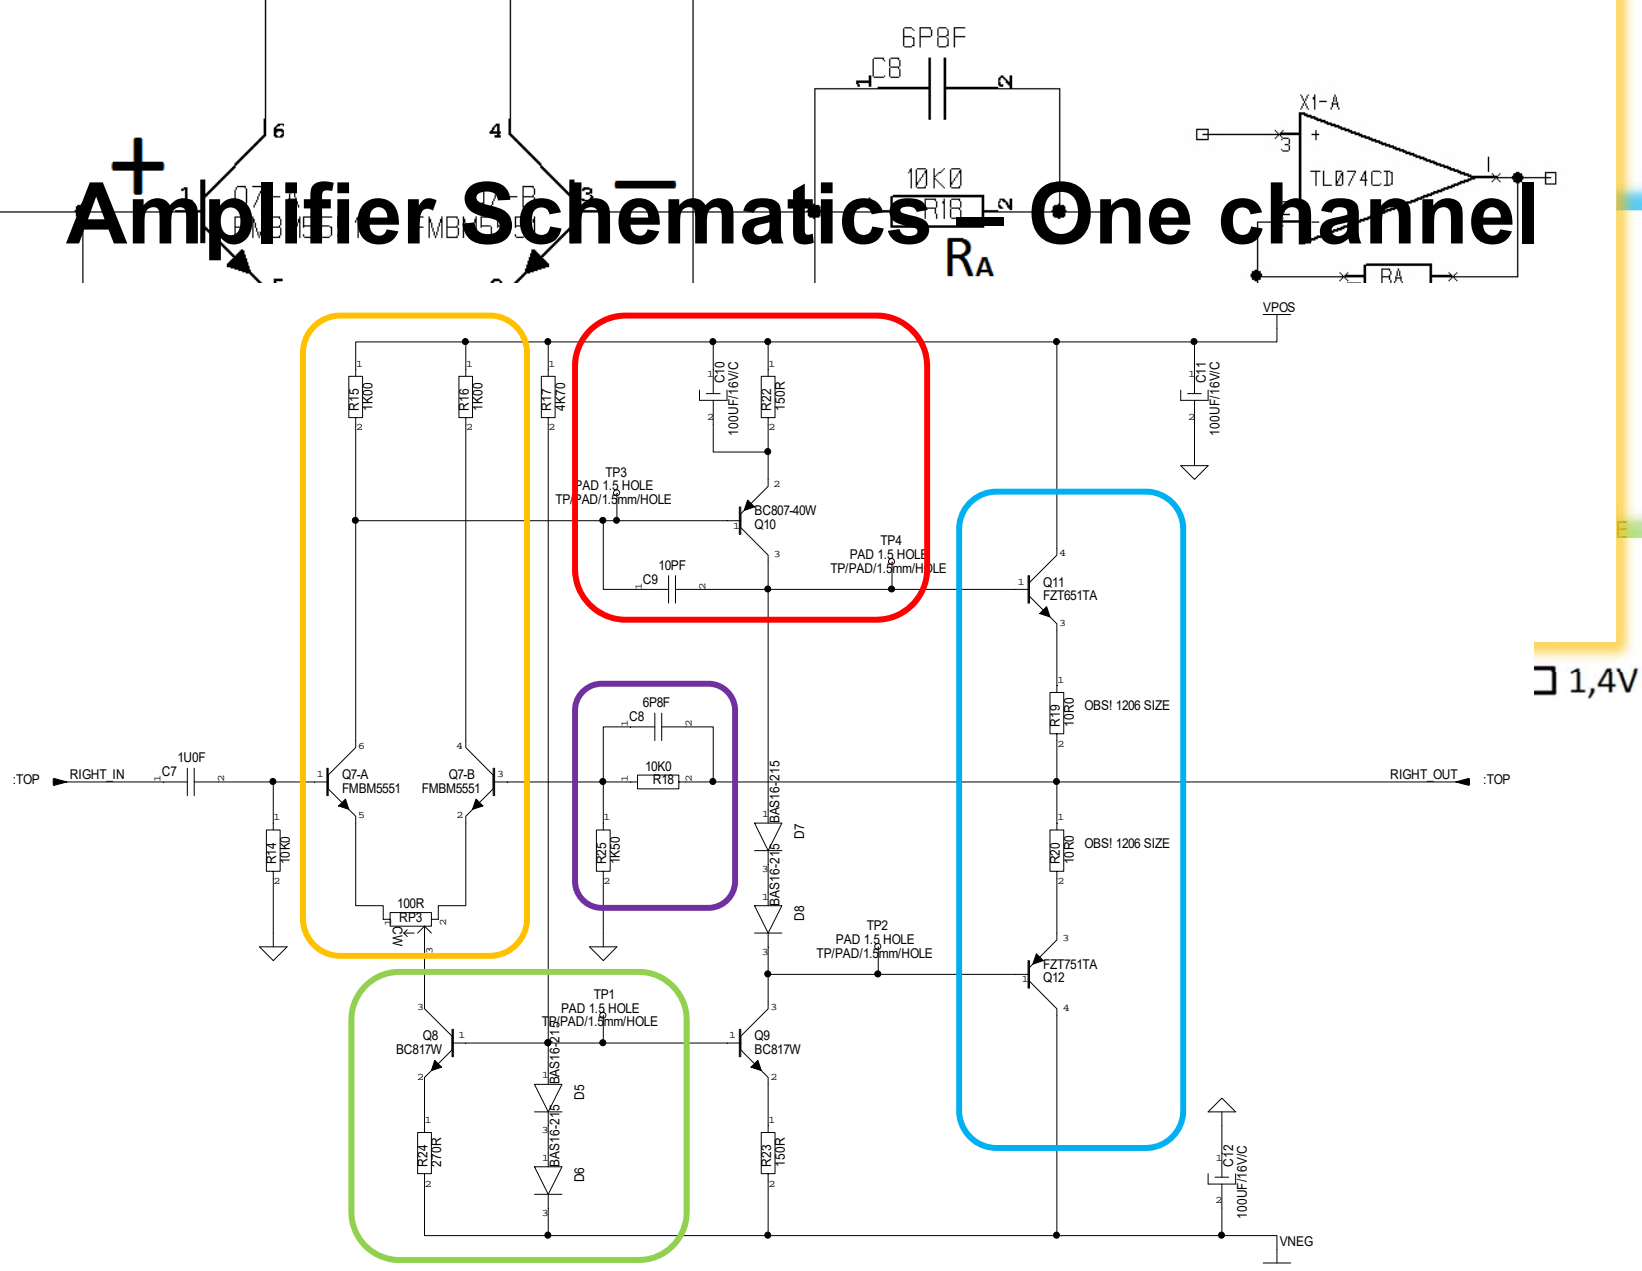 6P8F
C8
1
2
X1-A
6
4
+
3
+
1
TL074CD
1
10K0
3
2
R18
Amplifier Schematics – One channel
RA
RA
VPOS
R15
1K00
R16
1K00
R17
4K70
C10
100UF/16V/C
R22
150R
C11
100UF/16V/C
TP3
PAD 1.5 HOLE
TP/PAD/1.5mm/HOLE
BC807-40W
Q10
TP4
PAD 1.5 HOLE
TP/PAD/1.5mm/HOLE
10PF
C9
Q11
FZT651TA
E
1,4V
6P8F
C8
R19
10R0
OBS! 1206 SIZE
1U0F
C7
:TOP
RIGHT_IN
Q7-A
FMBM5551
Q7-B
FMBM5551
10K0
R18
RIGHT_OUT
:TOP
BAS16-215
D7
R14
10K0
R25
1K50
R20
10R0
OBS! 1206 SIZE
BAS16-215
D8
100R
RP3
CW
TP2
PAD 1.5 HOLE
TP/PAD/1.5mm/HOLE
FZT751TA
Q12
TP1
PAD 1.5 HOLE
TP/PAD/1.5mm/HOLE
Q8
BC817W
Q9
BC817W
BAS16-215
D5
BAS16-215
D6
R24
270R
R23
150R
C12
100UF/16V/C
VNEG